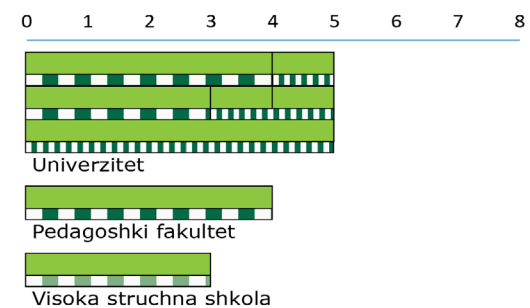 0 1 2 3 4 5 6 7 8
Univerzitet
Pedagoshki fakultet
Visoka struchna shkola